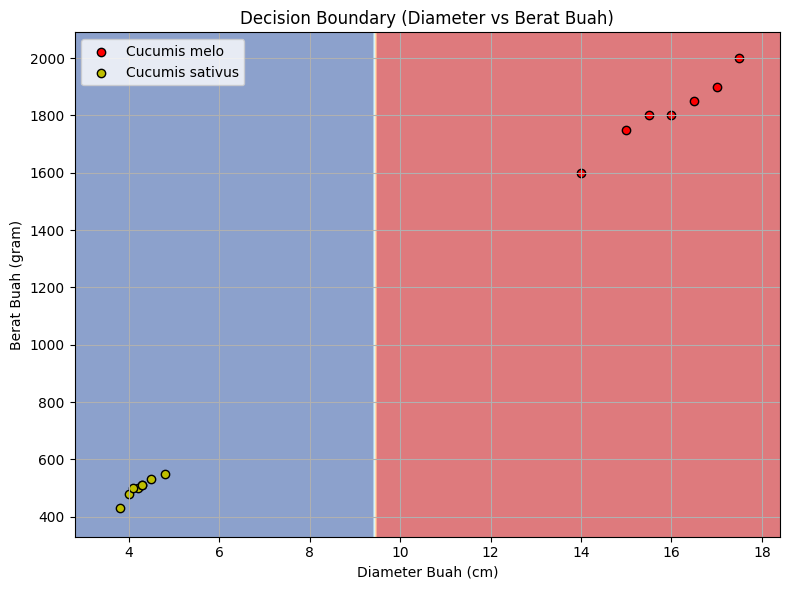 Decision Boundary (Diameter vs Berat Buah)
Cucumis melo
Cucumis sativus
Berat Buah (gram)
2000
1800
1600
1400
1200
1000
800
600
400
4 6 8 10 12 14 16 18
Diameter Buah (cm)